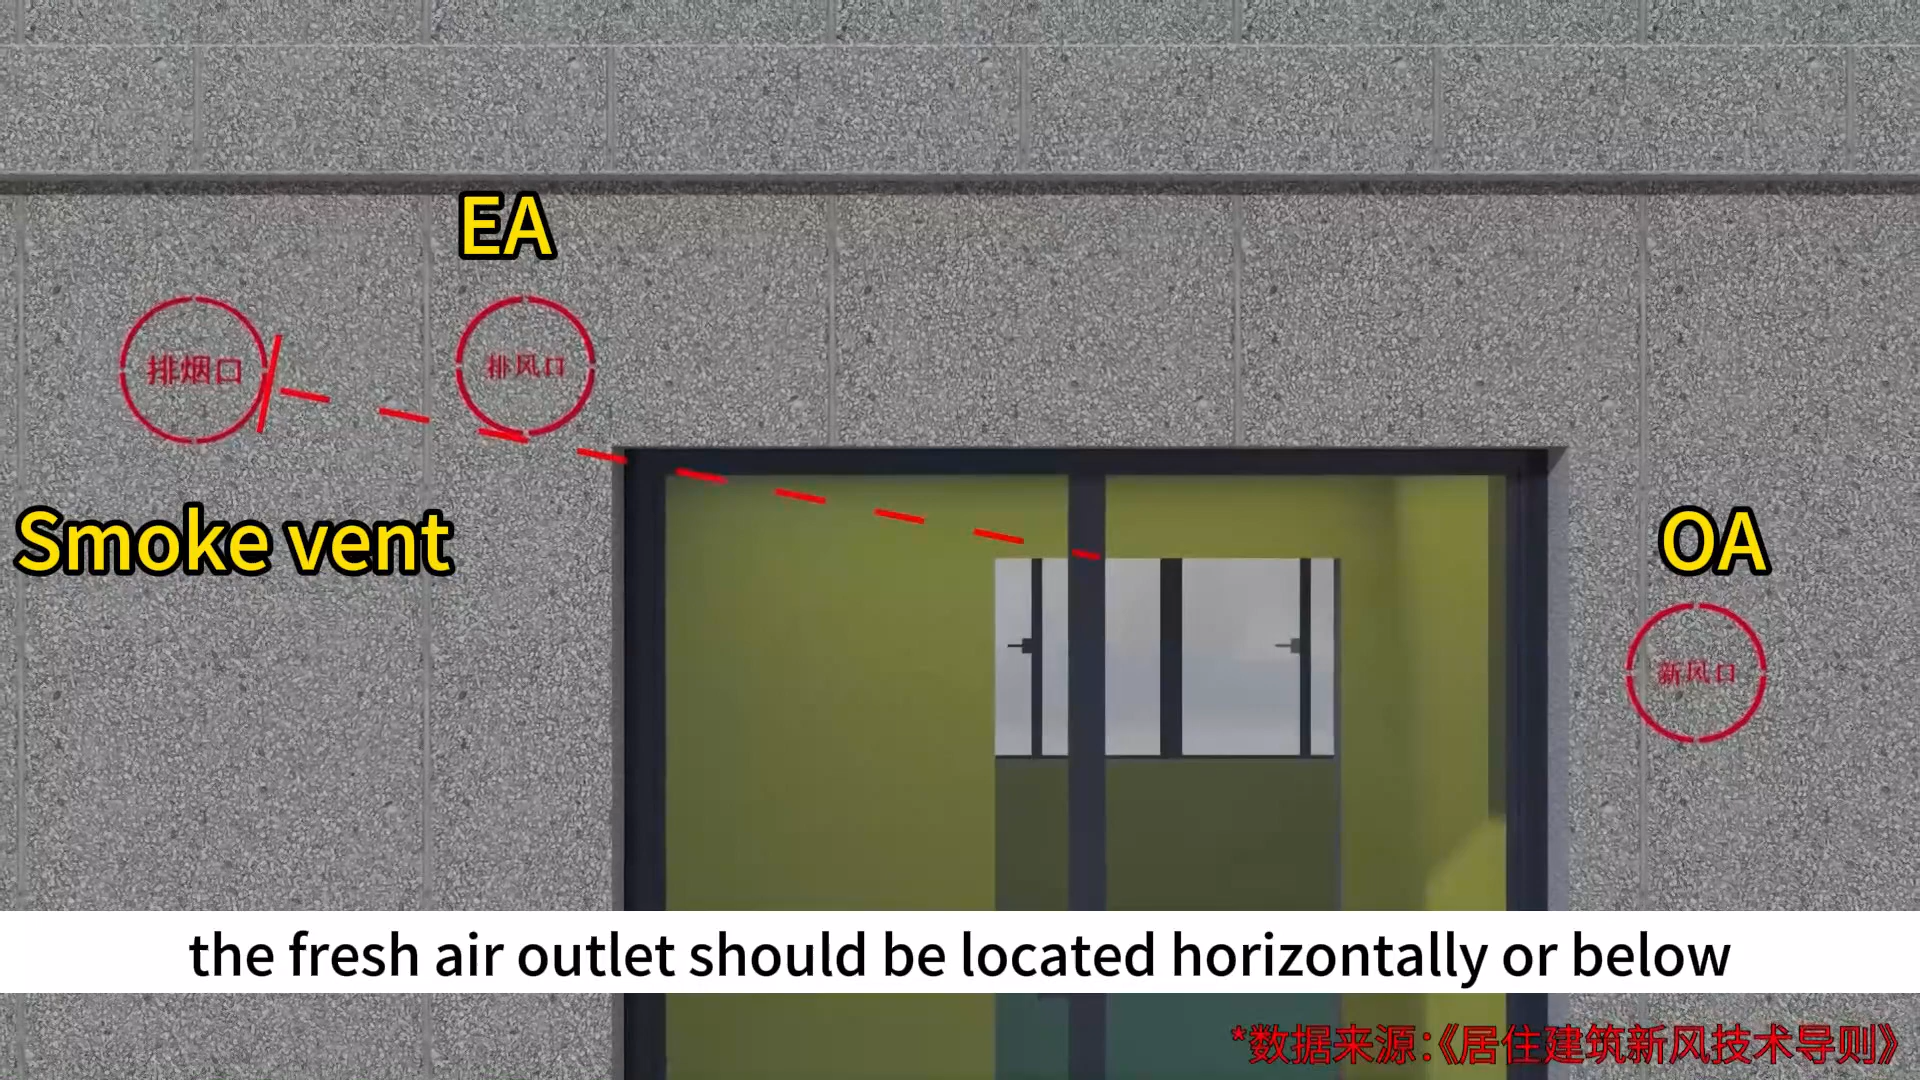 EA
排烟口
排风口
Smoke vent
OA
新风口
the fresh air outlet should be located horizontally or below
*数据来源：《居住建筑新风技术导则》